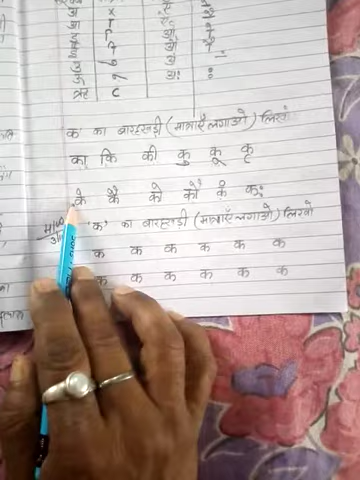 अ x ए े
आ ा ऐ ै
इ ि ओ ो
ई ी औ ौ
उ ु अं ं
ऊ ू अः ः
ऋ ृ
क का बारहखड़ी (मात्राएँ लगाओ) लिखो
का कि की कु कू कृ
के कै को कौ कं कः
क' का बारहखड़ी (मात्राएँ लगाओ) लिखो
क क क क क क
क क क क क क